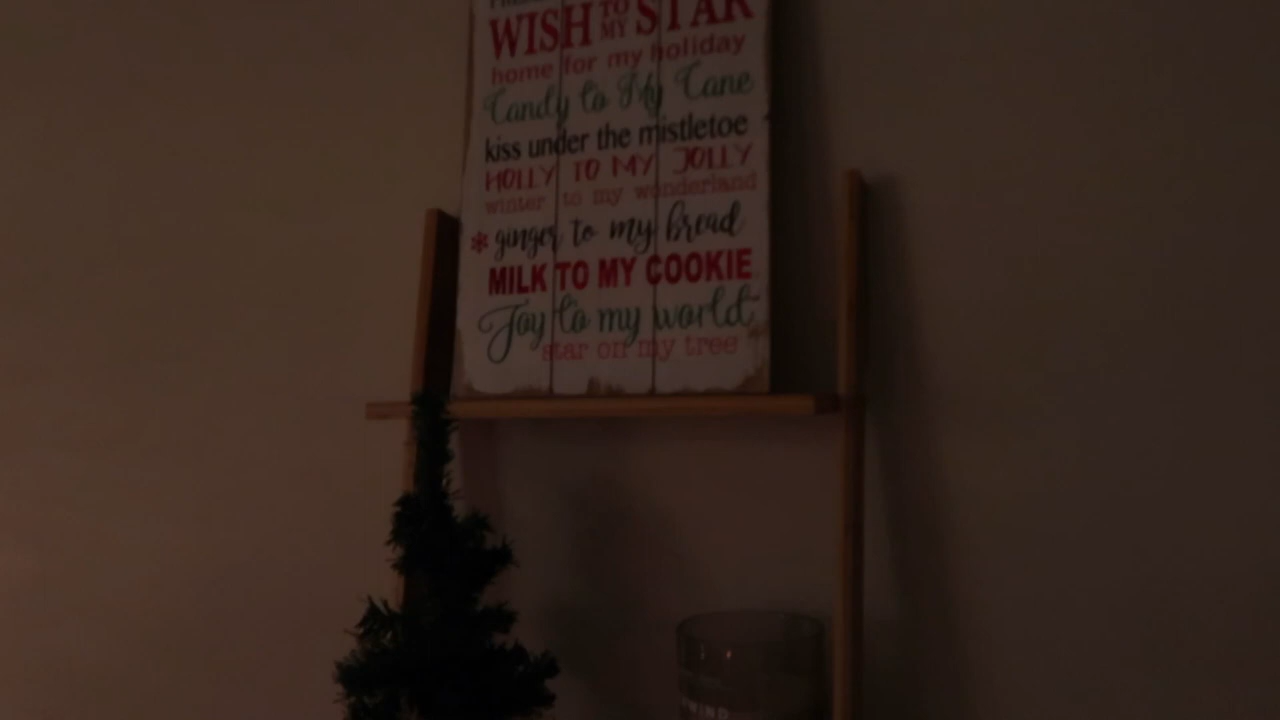 WISH TO MY STAR
home for my holiday
Candy to My Cane
kiss under the mistletoe
HOLLY TO MY JOLLY
winter to my wonderland
ginger to my bread
MILK TO MY COOKIE
Joy to my world
star on my tree